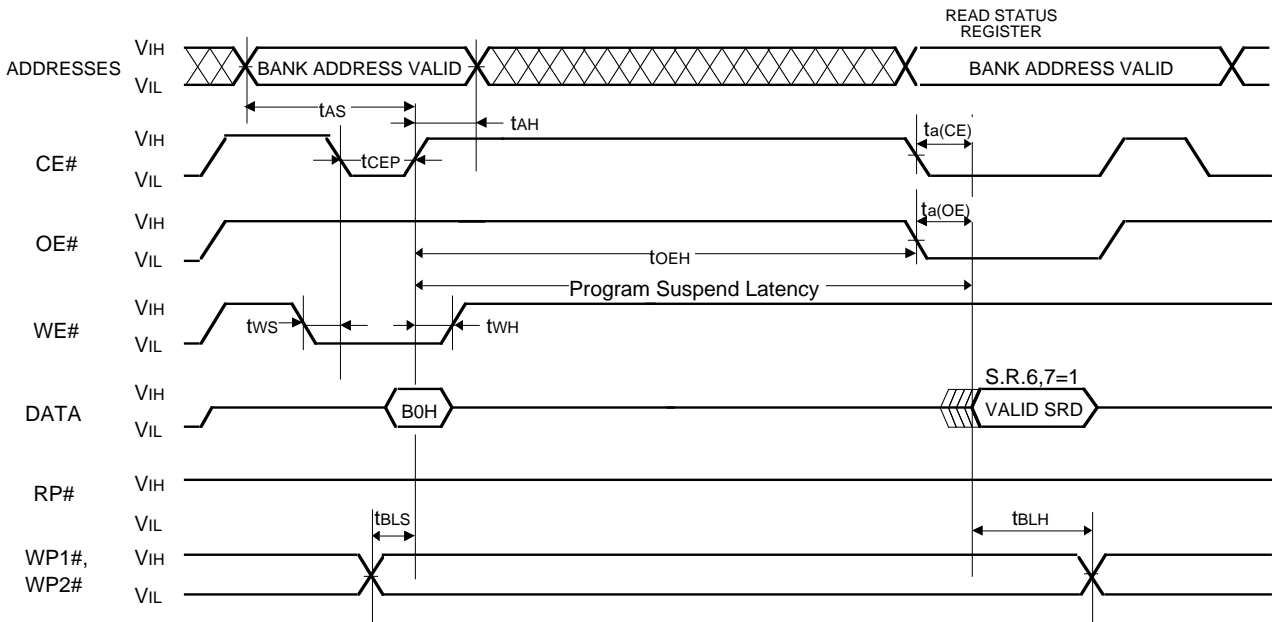 READ STATUS
REGISTER
ADDRESSES
VIH
VIL
BANK ADDRESS VALID
BANK ADDRESS VALID
tAS
tAH
CE#
VIH
VIL
tCEP
ta(CE)
OE#
VIH
VIL
ta(OE)
tOEH
Program Suspend Latency
WE#
VIH
VIL
tWS
tWH
DATA
VIH
VIL
B0H
S.R.6,7=1
VALID SRD
RP#
VIH
VIL
tBLS
tBLH
WP1#,
WP2#
VIH
VIL